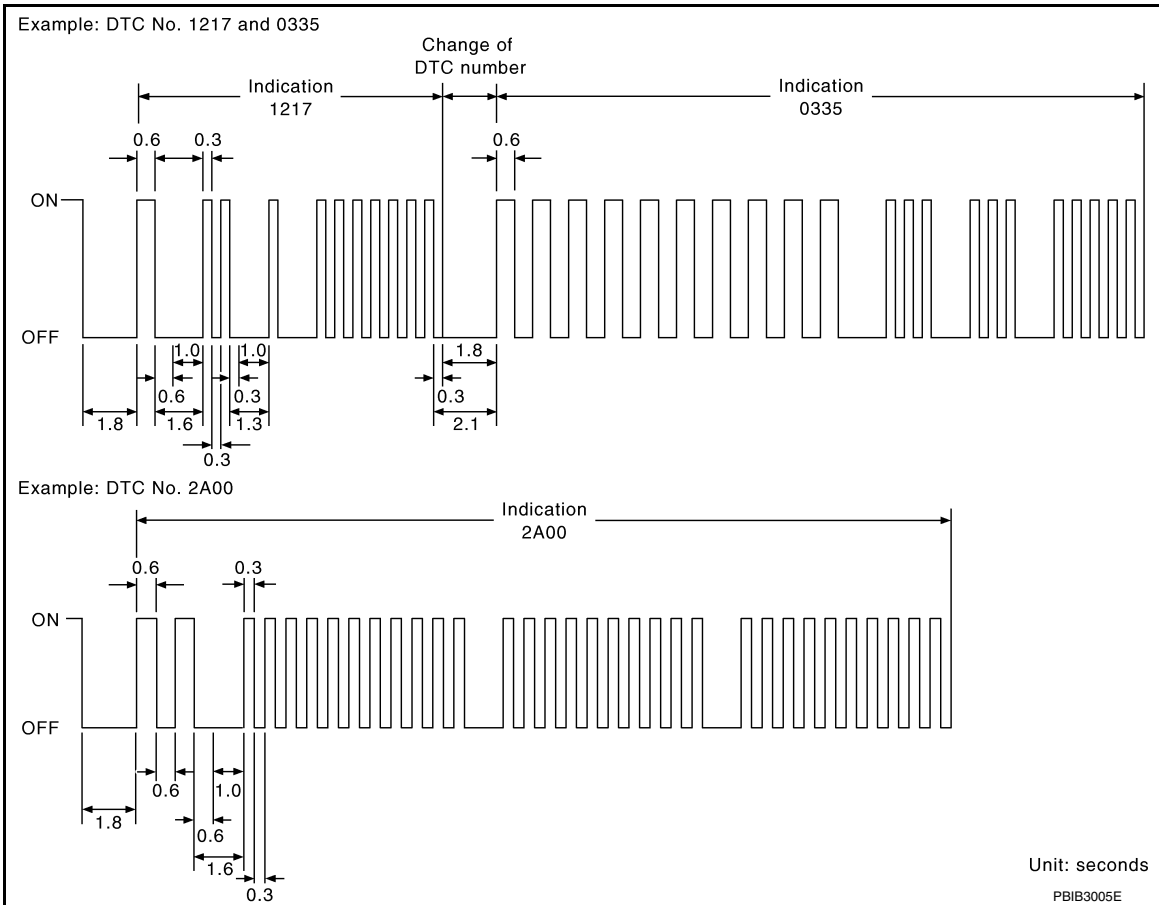 Example: DTC No. 1217 and 0335
Change of
DTC number
Indication
1217
Indication
0335
0.6
0.3
0.6
ON
OFF
1.0
1.0
1.8
0.6
0.3
0.3
1.8
1.6
1.3
2.1
0.3
Example: DTC No. 2A00
Indication
2A00
0.6
0.3
ON
OFF
0.6
1.0
1.8
0.6
1.6
0.3
Unit: seconds
PBIB3005E